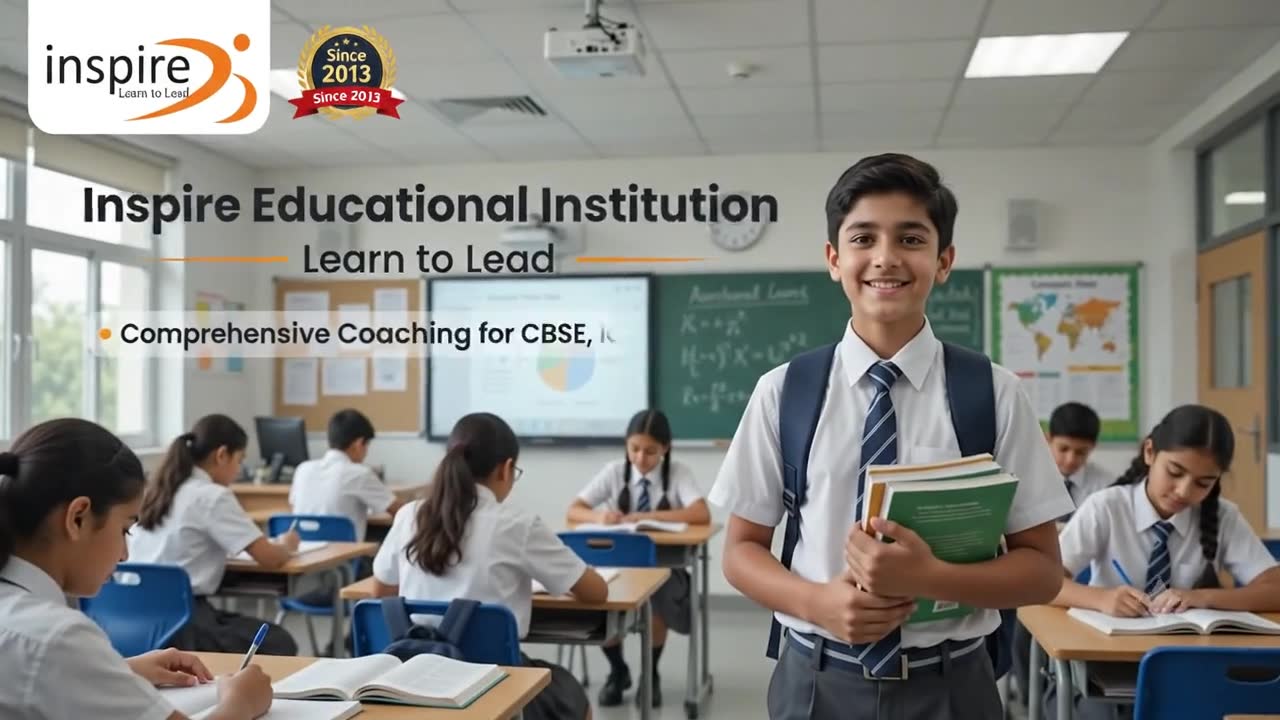 inspire
Learn to Lead
Since
2013
Since 2013
Inspire Educational Institution
Learn to Lead
• Comprehensive Coaching for CBSE,